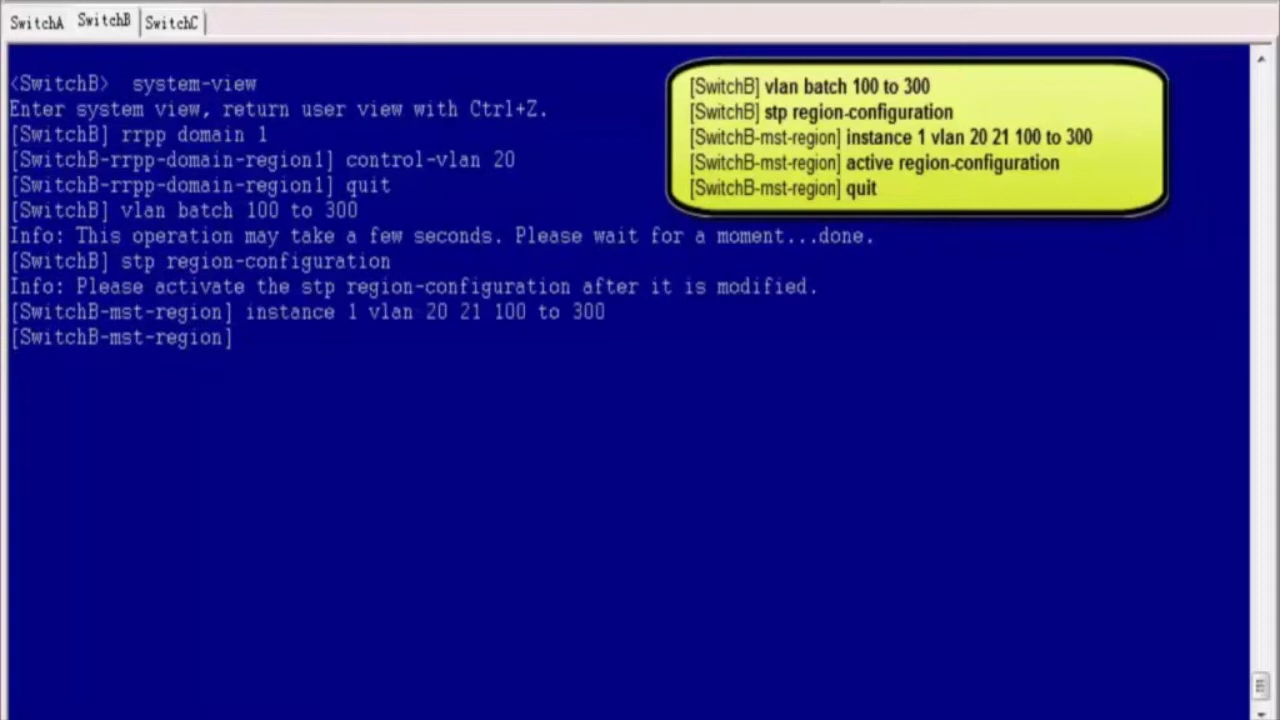 SwitchA SwitchB SwitchC
<SwitchB> system-view
Enter system view, return user view with Ctrl+Z.
[SwitchB] rrpp domain 1
[SwitchB-rrpp-domain-region1] control-vlan 20
[SwitchB-rrpp-domain-region1] quit
[SwitchB] vlan batch 100 to 300
Info: This operation may take a few seconds. Please wait for a moment...done.
[SwitchB] stp region-configuration
Info: Please activate the stp region-configuration after it is modified.
[SwitchB-mst-region] instance 1 vlan 20 21 100 to 300
[SwitchB-mst-region]
[SwitchB] vlan batch 100 to 300
[SwitchB] stp region-configuration
[SwitchB-mst-region] instance 1 vlan 20 21 100 to 300
[SwitchB-mst-region] active region-configuration
[SwitchB-mst-region] quit